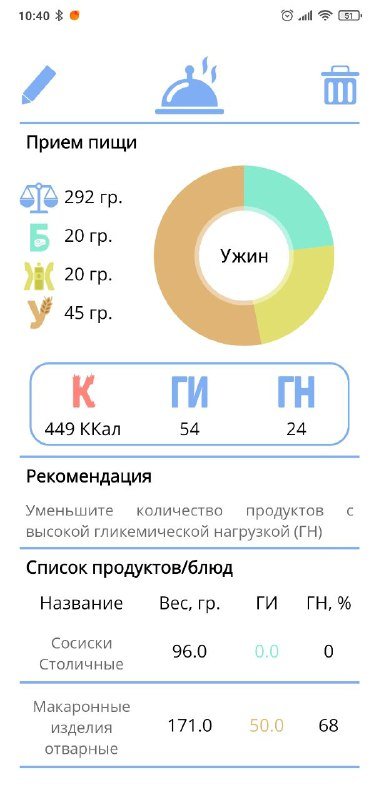 10:40
51
Прием пищи
292 гр.
Б 20 гр.
Ж 20 гр.
У 45 гр.
Ужин
К ГИ ГН
449 ККал 54 24
Рекомендация
Уменьшите количество продуктов с
высокой гликемической нагрузкой (ГН)
Список продуктов/блюд
Название Вес, гр. ГИ ГН, %
Сосиски
Столичные
96.0 0.0 0
Макаронные
изделия
отварные
171.0 50.0 68